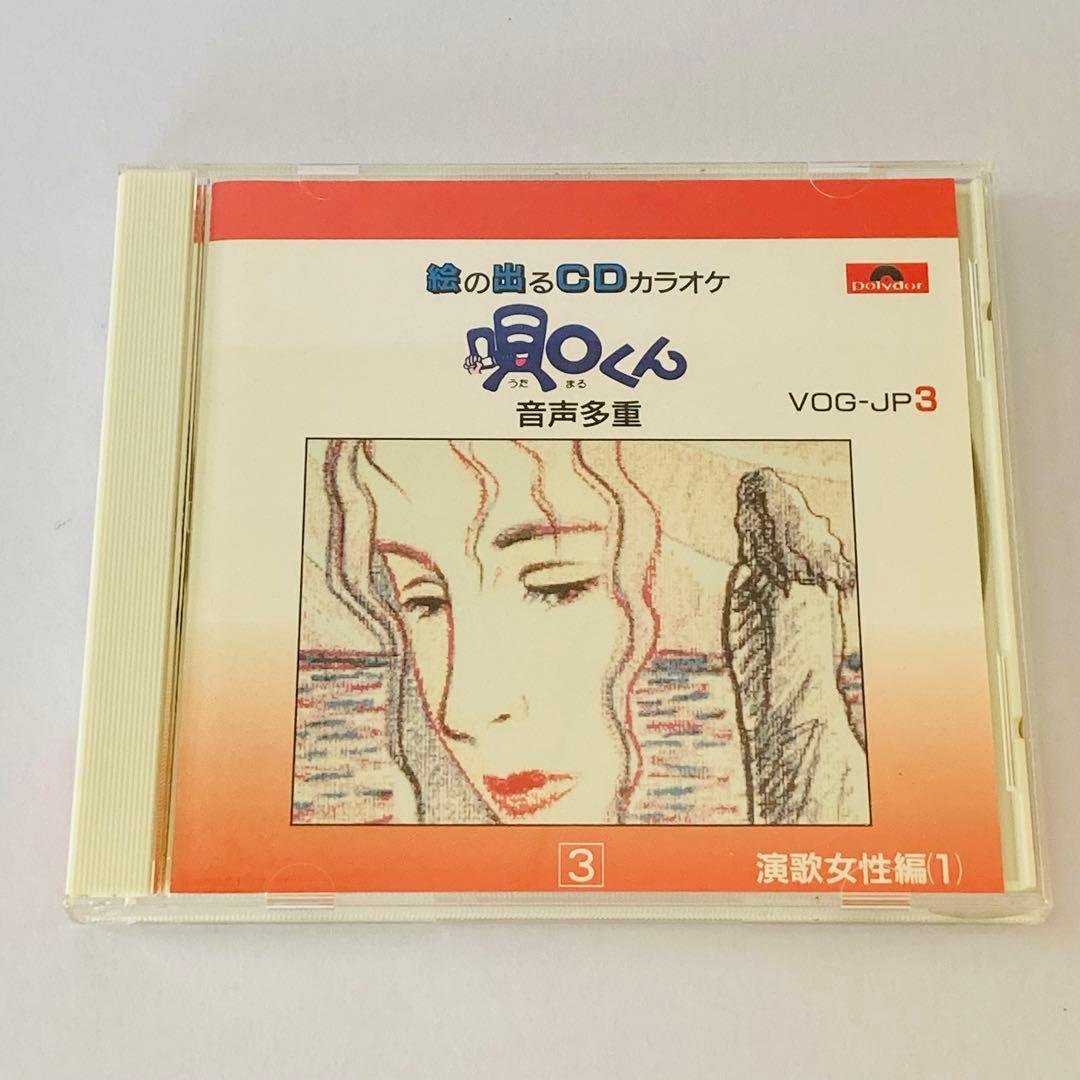 絵の出るCDカラオケ
polydor
唄〇くん
うた まる
音声多重
VOG-JP3
3
演歌女性編(1)